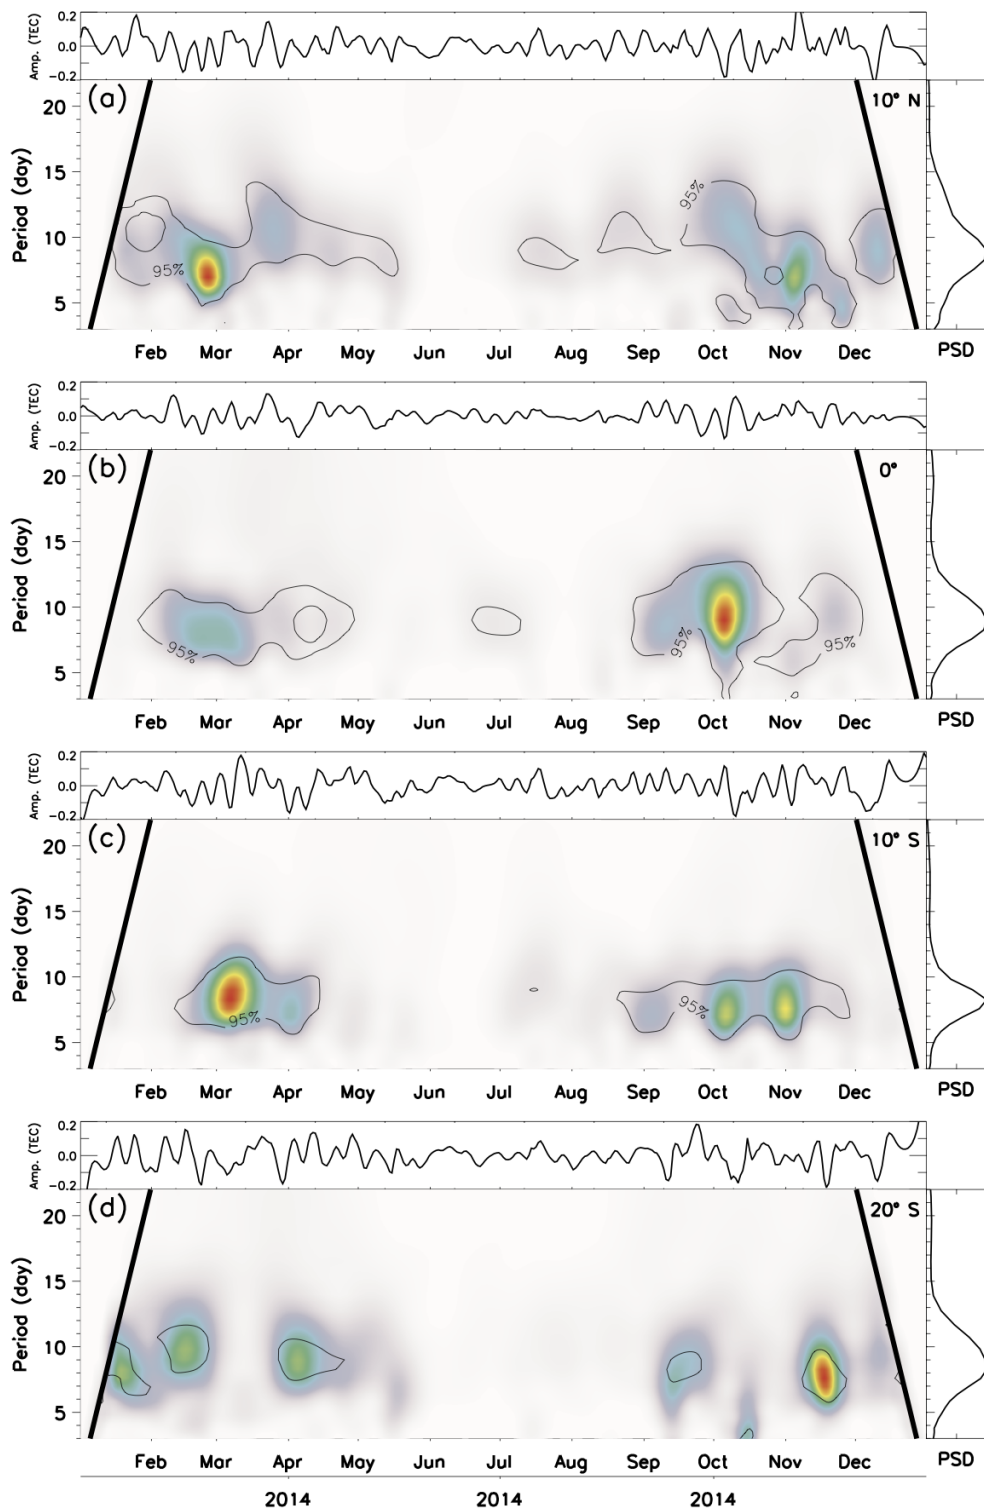 0.2
0.0
-0.2
Amp. (TEC)
(a)
10° N
20
15
10
5
Period (day)
95%
95%
Feb Mar Apr May Jun Jul Aug Sep Oct Nov Dec PSD
0.2
0.0
-0.2
Amp. (TEC)
(b)
0°
20
15
10
5
Period (day)
95%
95%
95%
Feb Mar Apr May Jun Jul Aug Sep Oct Nov Dec PSD
0.2
0.0
-0.2
Amp. (TEC)
(c)
10° S
20
15
10
5
Period (day)
95%
95%
Feb Mar Apr May Jun Jul Aug Sep Oct Nov Dec PSD
0.2
0.0
-0.2
Amp. (TEC)
(d)
20° S
20
15
10
5
Period (day)
Feb Mar Apr May Jun Jul Aug Sep Oct Nov Dec PSD
2014 2014 2014